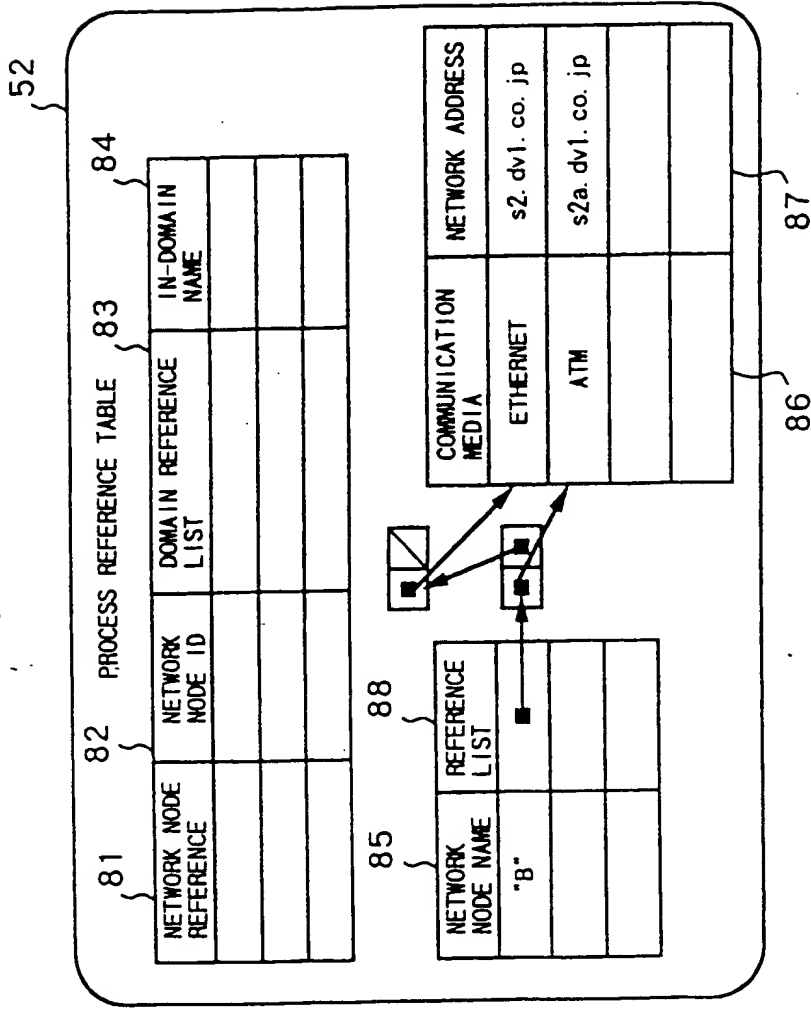 52
PROCESS REFERENCE TABLE
81
82
83
84
NETWORK NODE
REFERENCE
NETWORK
NODE ID
DOMAIN REFERENCE
LIST
IN-DOMAIN
NAME
85
88
NETWORK
NODE NAME
REFERENCE
LIST
"B"
COMMUNICATION
MEDIA
NETWORK ADDRESS
ETHERNET
s2. dv1. co. jp
ATM
s2a. dv1. co. jp
86
87